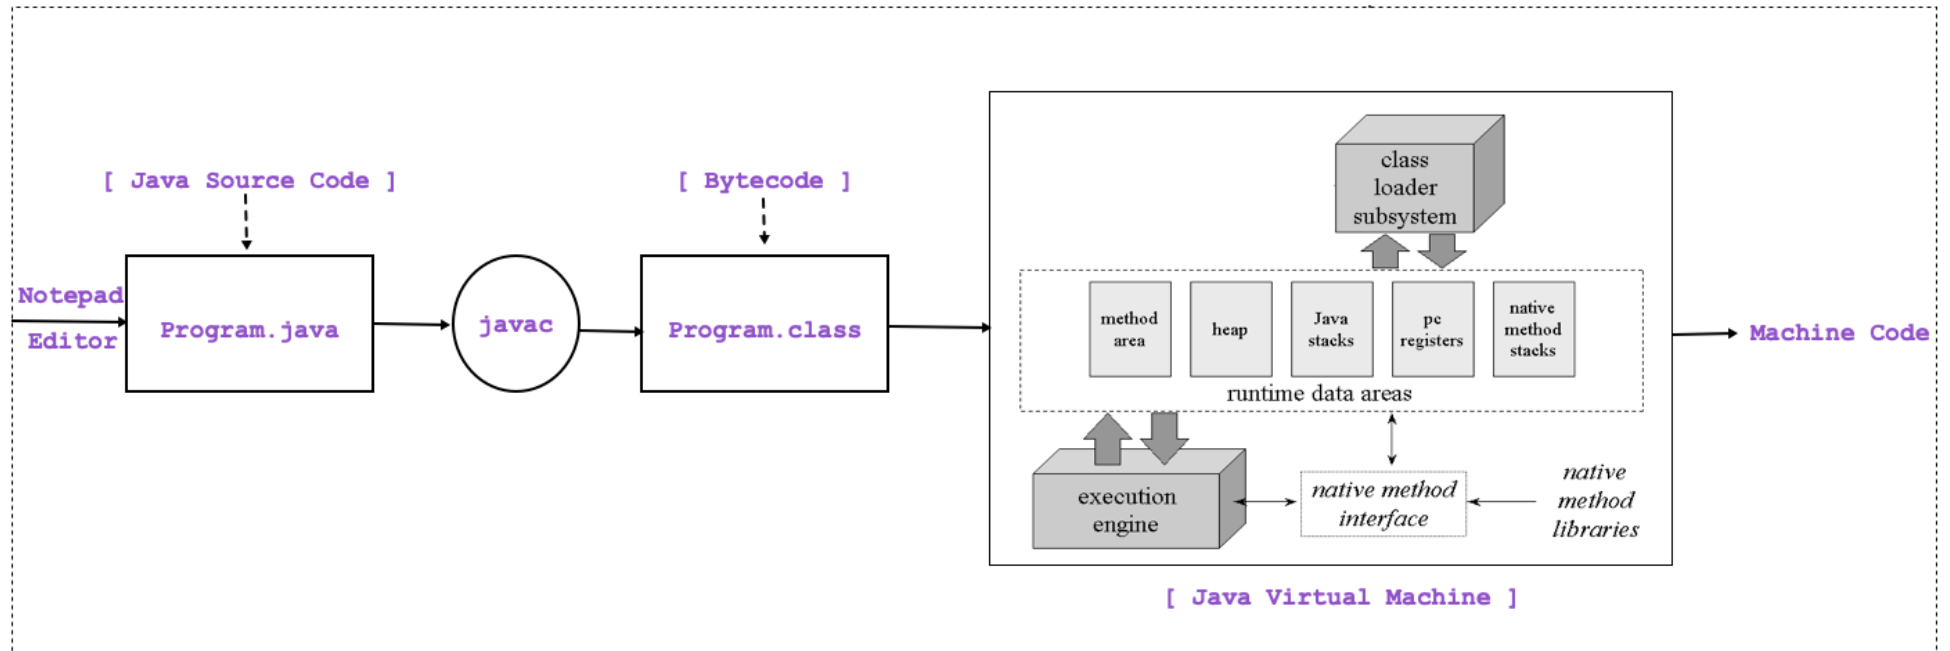 [ Java Source Code ]
[ Bytecode ]
Notepad
Editor
Program.java
javac
Program.class
class
loader
subsystem
method
area
heap
Java
stacks
pc
registers
native
method
stacks
runtime data areas
execution
engine
native method
interface
native
method
libraries
Machine Code
[ Java Virtual Machine ]